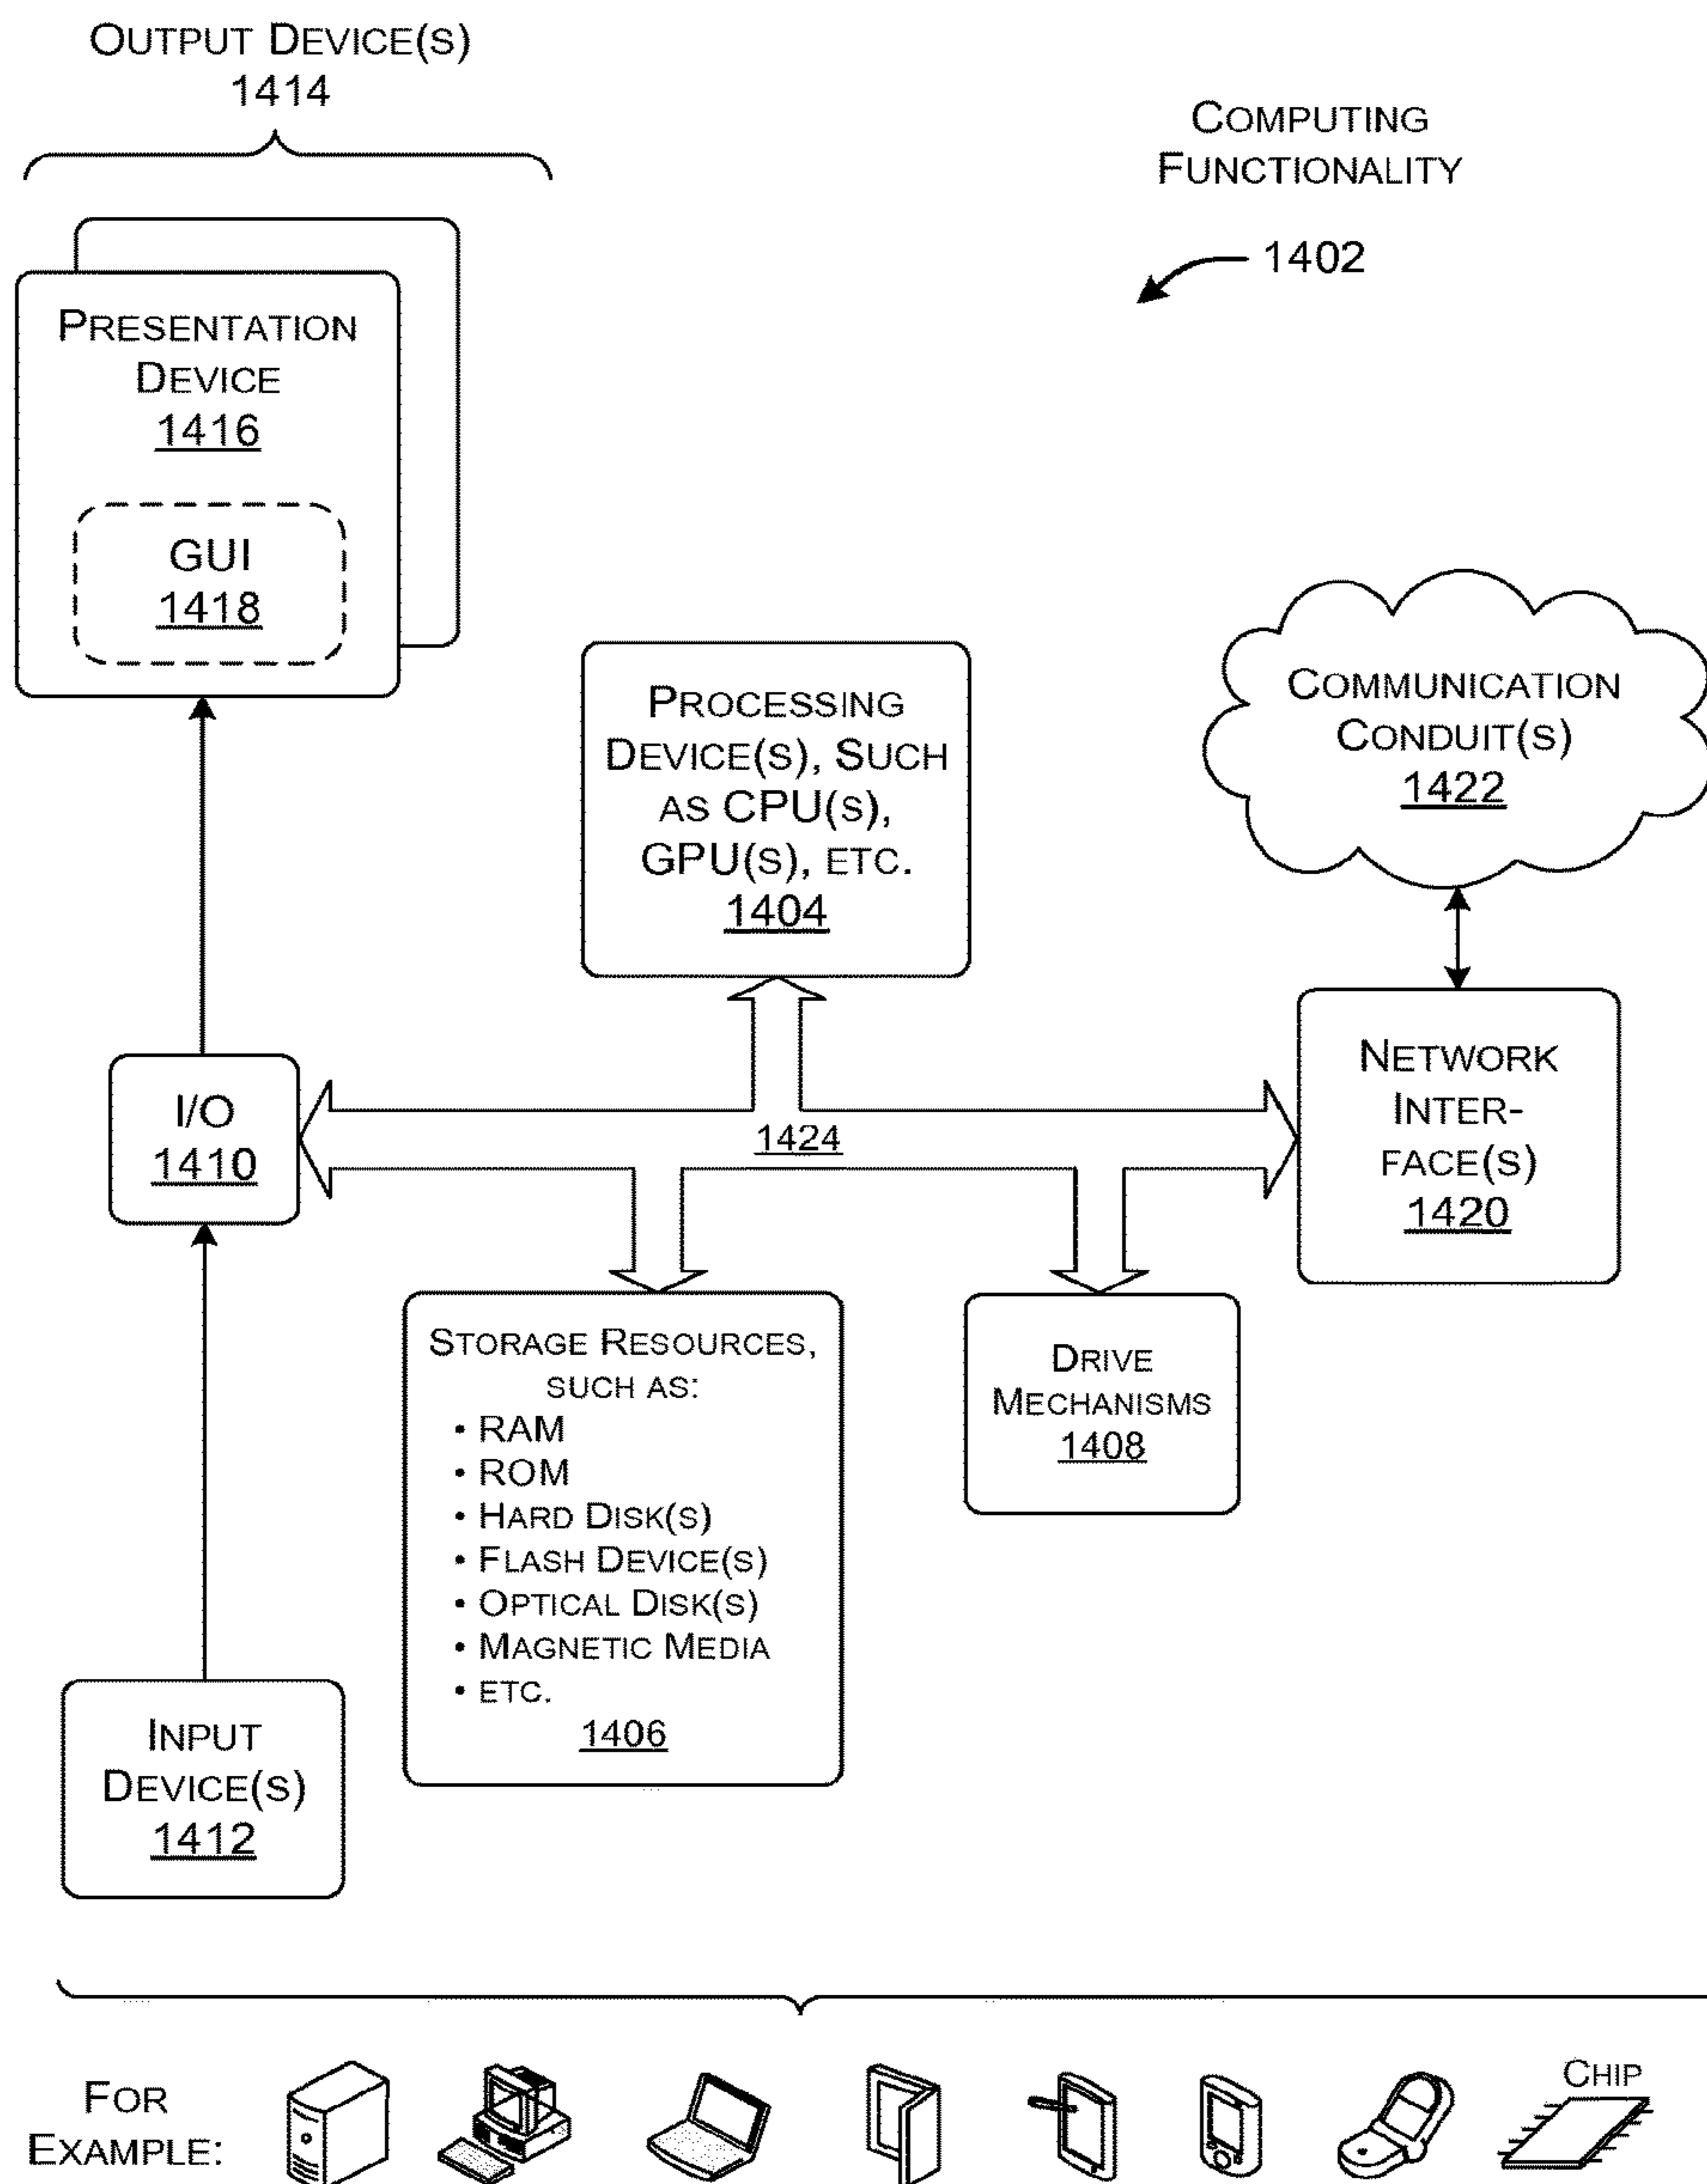 OUTPUT DEVICE(S)
1414
COMPUTING
FUNCTIONALITY
1402
PRESENTATION
DEVICE
1416
GUI
1418
PROCESSING
DEVICE(S), SUCH
AS CPU(S),
GPU(S), ETC.
1404
COMMUNICATION
CONDUIT(S)
1422
I/O
1410
1424
NETWORK
INTER-
FACE(S)
1420
STORAGE RESOURCES,
SUCH AS:
• RAM
• ROM
• HARD DISK(S)
• FLASH DEVICE(S)
• OPTICAL DISK(S)
• MAGNETIC MEDIA
• ETC.
1406
DRIVE
MECHANISMS
1408
INPUT
DEVICE(S)
1412
FOR
EXAMPLE:
CHIP